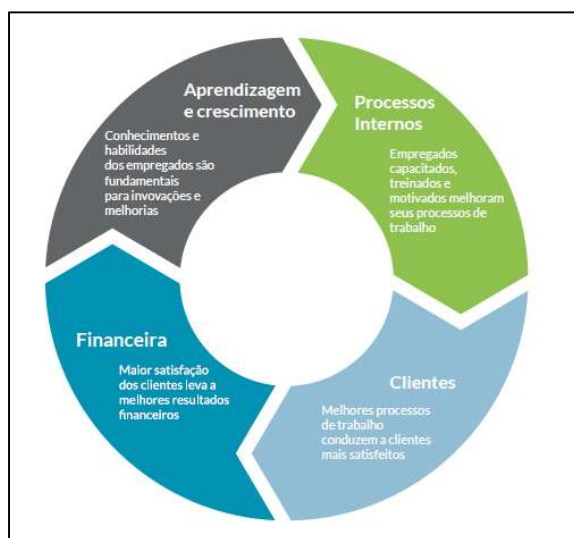 Aprendizagem
e crescimento
Conhecimentos e
habilidades
dos empregados são
fundamentais
para invovações e
melhorias
Processos
Internos
Empregados
capacitados,
treinados e
motivados melhoram
seus processos de
trabalho
Clientes
Melhores processos
de trabalho
conduzem a clientes
mais satisfeitos
Financeira
Maior satisfação
dos clientes leva a
melhores resultados
financeiros